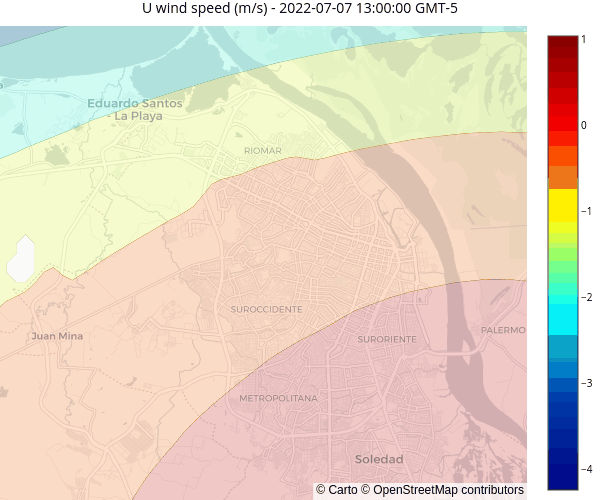 U wind speed (m/s) - 2022-07-07 13:00:00 GMT-5
1
0
−1
−2
−3
−4
Eduardo Santos
- La Playa
RIOMAR
SUROCCIDENTE
Juan Mina
SURORIENTE
PALERMO
METROPOLITANA
Soledad
© Carto © OpenStreetMap contributors